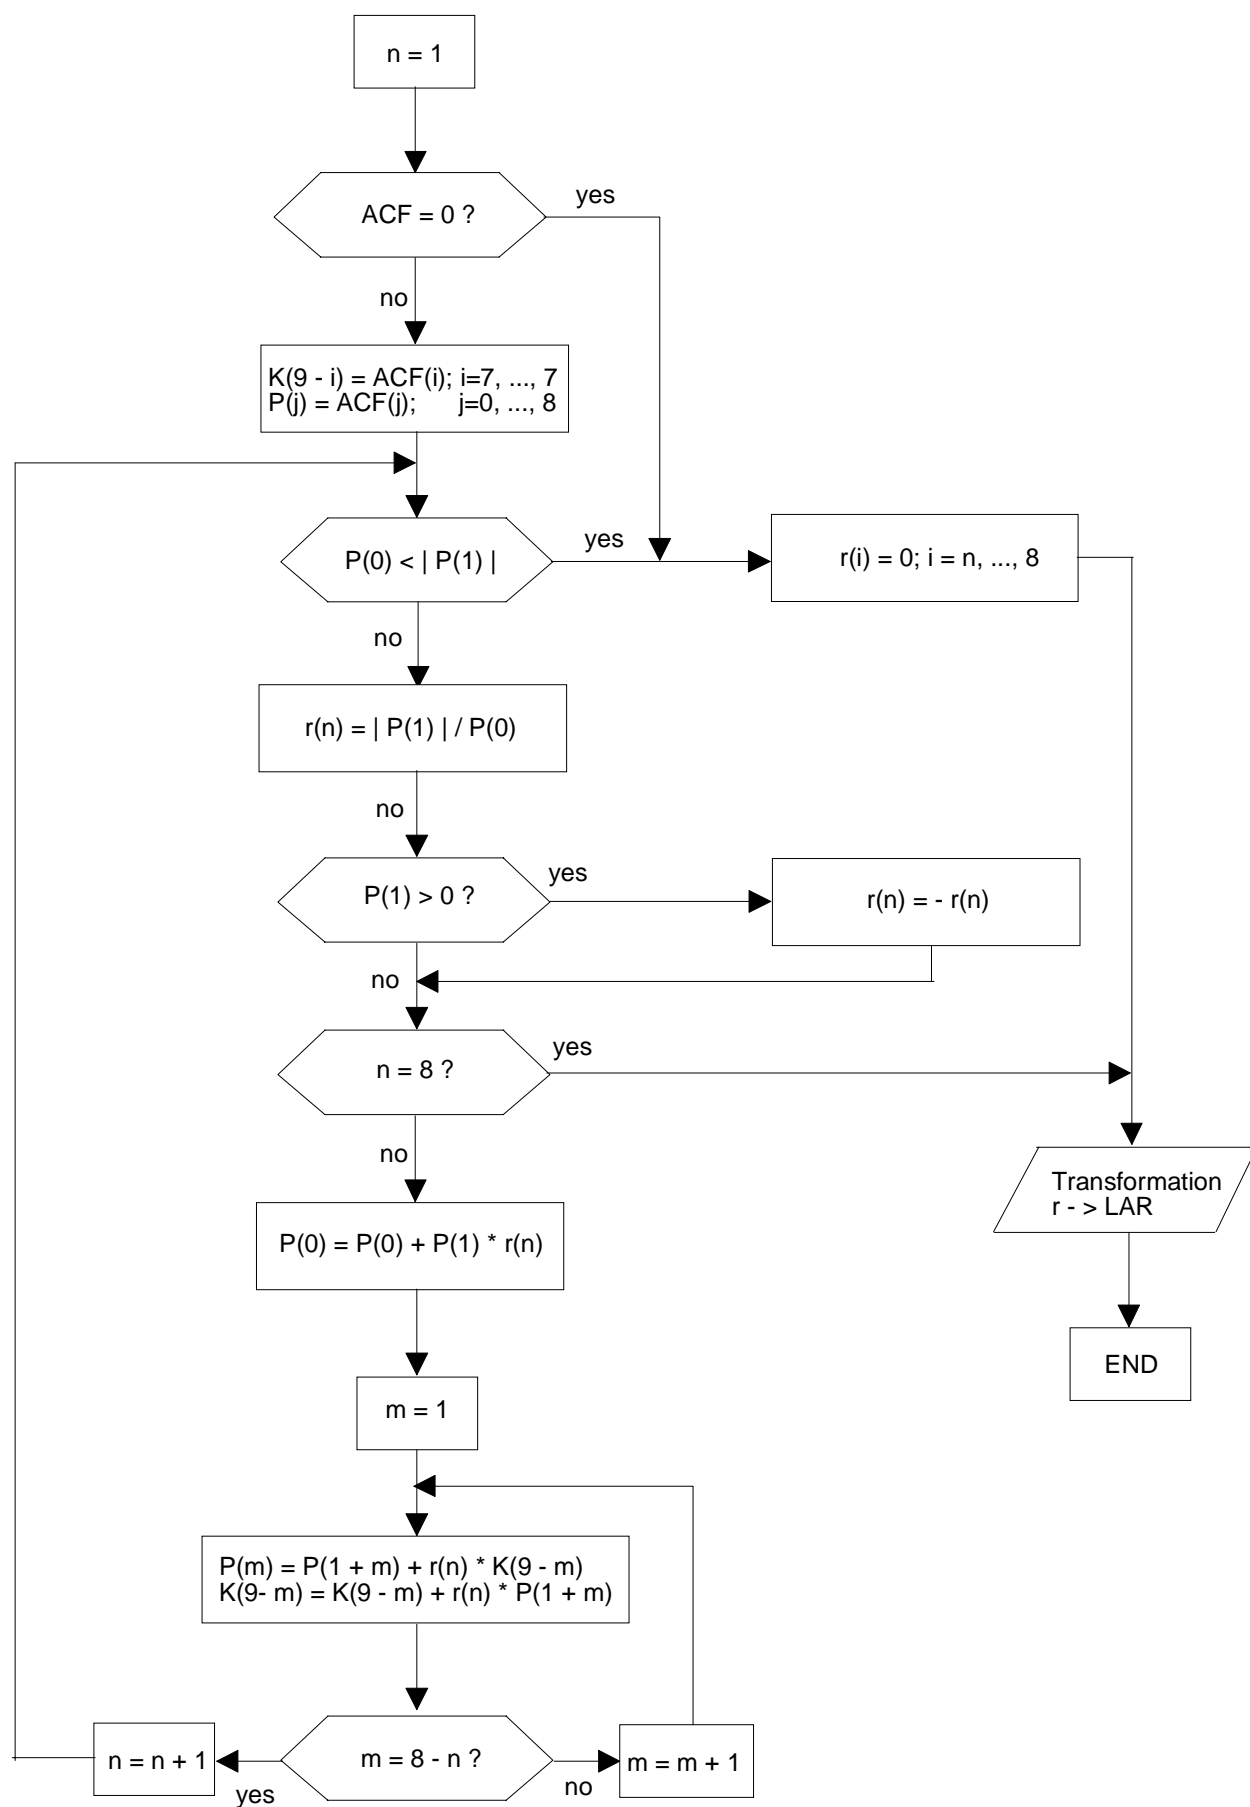 n = 1
ACF = 0 ?
yes
no
K(9 - i) = ACF(i); i=7, ..., 7
P(j) = ACF(j); j=0, ..., 8
P(0) < | P(1) |
yes
r(i) = 0; i = n, ..., 8
no
r(n) = | P(1) | / P(0)
no
P(1) > 0 ?
yes
r(n) = - r(n)
no
n = 8 ?
yes
no
Transformation
r - > LAR
P(0) = P(0) + P(1) * r(n)
END
m = 1
P(m) = P(1 + m) + r(n) * K(9 - m)
K(9- m) = K(9 - m) + r(n) * P(1 + m)
n = n + 1
m = 8 - n ?
m = m + 1
yes
no